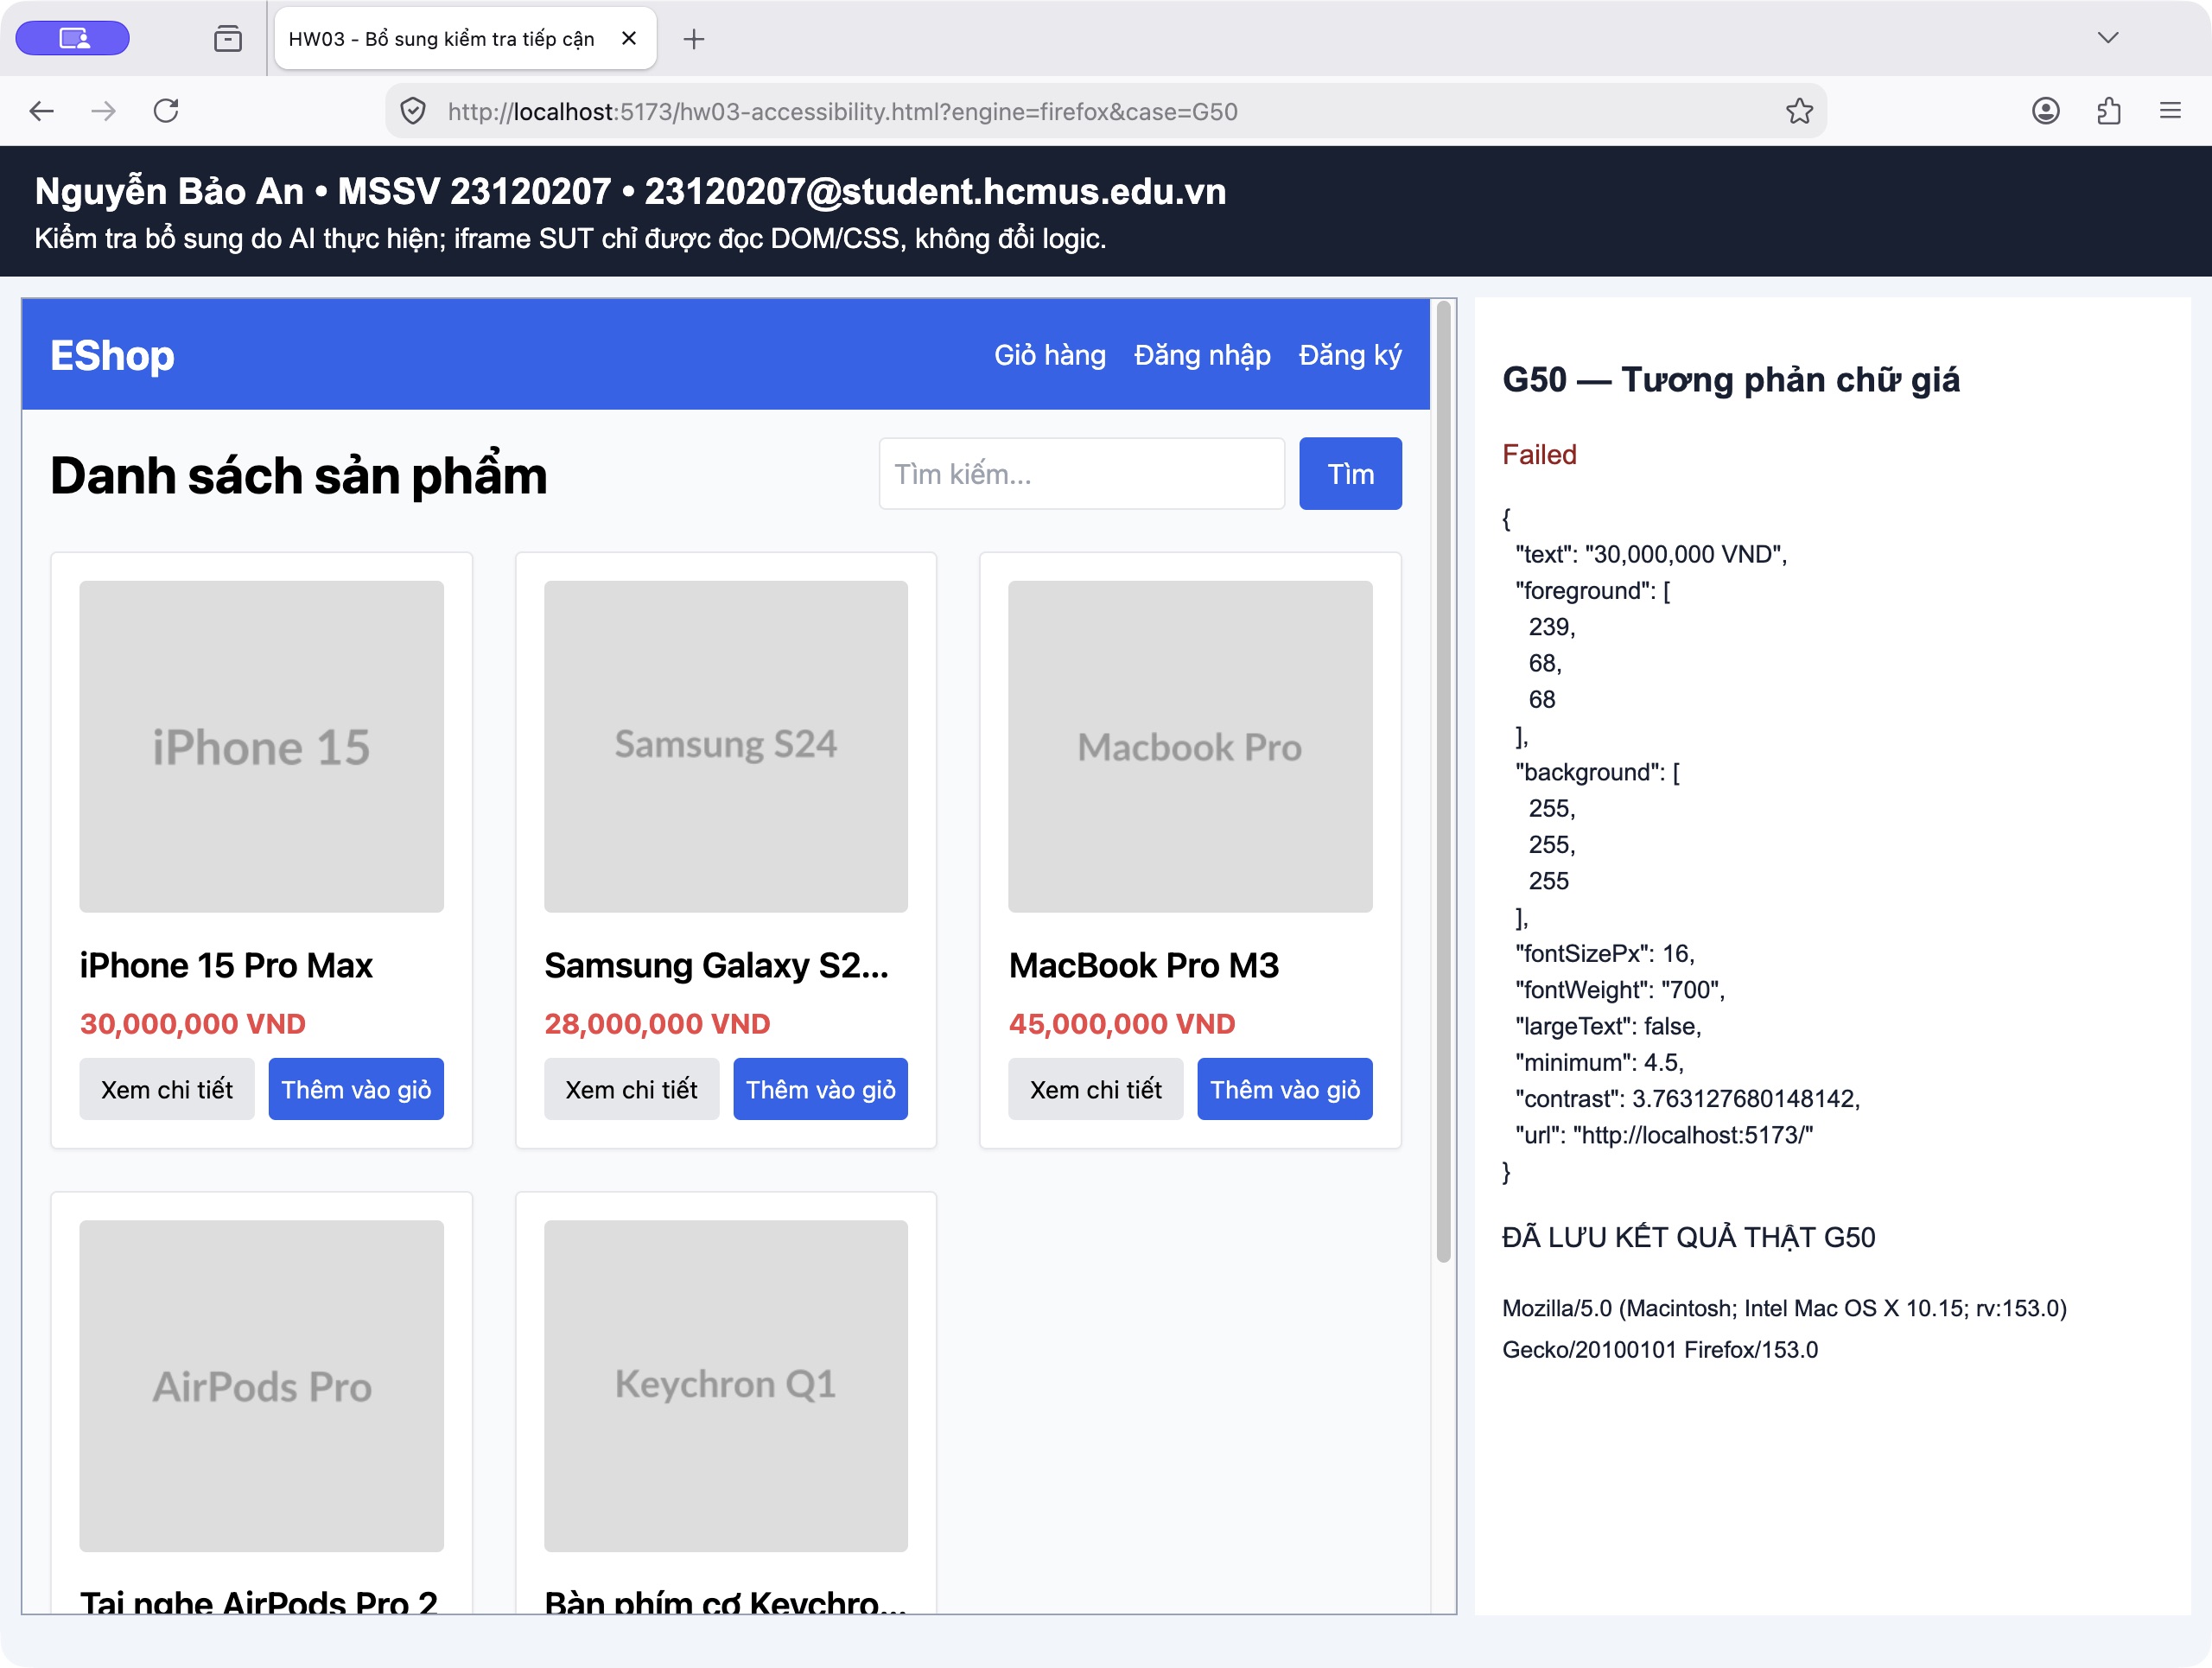 HW03 - Bổ sung kiểm tra tiếp cận
http://localhost:5173/hw03-accessibility.html?engine=firefox&case=G50
Nguyễn Bảo An • MSSV 23120207 • 23120207@student.hcmus.edu.vn
Kiểm tra bổ sung do AI thực hiện; iframe SUT chỉ được đọc DOM/CSS, không đổi logic.
EShop
Giỏ hàng Đăng nhập Đăng ký
Danh sách sản phẩm
Tìm kiếm...
Tìm
iPhone 15
Samsung S24
Macbook Pro
iPhone 15 Pro Max
Samsung Galaxy S2...
MacBook Pro M3
30,000,000 VND
28,000,000 VND
45,000,000 VND
Xem chi tiết Thêm vào giỏ
Xem chi tiết Thêm vào giỏ
Xem chi tiết Thêm vào giỏ
AirPods Pro
Keychron Q1
Tai nghe AirPods Pro 2
Bàn phím cơ Keychro...
G50 — Tương phản chữ giá
Failed
{
"text": "30,000,000 VND",
"foreground": [
239,
68,
68
],
"background": [
255,
255,
255
],
"fontSizePx": 16,
"fontWeight": "700",
"largeText": false,
"minimum": 4.5,
"contrast": 3.763127680148142,
"url": "http://localhost:5173/"
}
ĐÃ LƯU KẾT QUẢ THẬT G50
Mozilla/5.0 (Macintosh; Intel Mac OS X 10.15; rv:153.0)
Gecko/20100101 Firefox/153.0